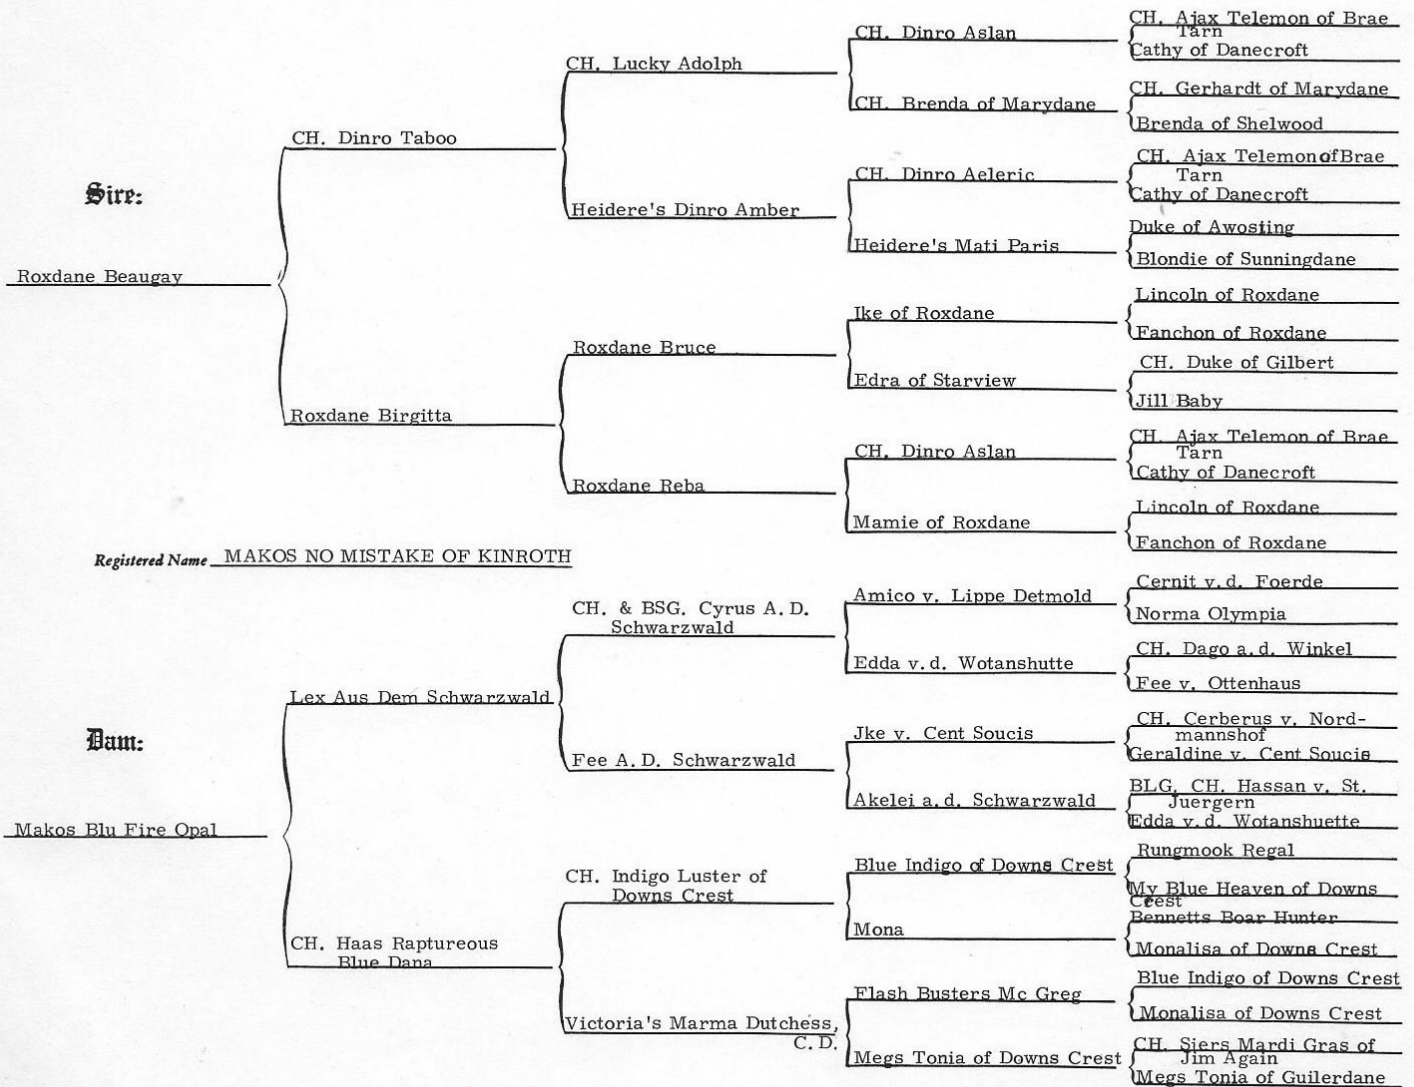 CH. Ajax Telemon of Brae
Tarn
CH. Dinro Aslan
Cathy of Danecroft
CH. Lucky Adolph
CH. Gerhardt of Marydane
CH. Brenda of Marydane
Brenda of Shelwood
CH. Dinro Taboo
CH. Ajax Telemon of Brae
Tarn
CH. Dinro Aeleric
Cathy of Danecroft
Sire:
Heidere's Dinro Amber
Duke of Awosting
Heidere's Mati Paris
Blondie of Sunningdane
Roxdane Beaugay
Lincoln of Roxdane
Ike of Roxdane
Fanchon of Roxdane
Roxdane Bruce
CH. Duke of Gilbert
Edra of Starview
Jill Baby
Roxdane Birgitta
CH. Ajax Telemon of Brae
Tarn
CH. Dinro Aslan
Cathy of Danecroft
Roxdane Reba
Lincoln of Roxdane
Mamie of Roxdane
Fanchon of Roxdane
Registered Name MAKOS NO MISTAKE OF KINROTH
Cernit v. d. Foerde
Amico v. Lippe Detmold
Norma Olympia
CH. & BSG. Cyrus A. D.
Schwarzwald
CH. Dago a. d. Winkel
Edda v. d. Wotanshutte
Fee v. Ottenhaus
Lex Aus Dem Schwarzwald
CH. Cerberus v. Nord-
mannshof
Jke v. Cent Soucis
Geraldine v. Cent Soucis
Dam:
Fee A. D. Schwarzwald
BLG. CH. Hassan v. St.
Juergern
Akelei a. d. Schwarzwald
Edda v. d. Wotanshuette
Makos Blu Fire Opal
Rungmook Regal
Blue Indigo of Downs Crest
My Blue Heaven of Downs
Crest
CH. Indigo Luster of
Downs Crest
Bennetts Boar Hunter
Mona
Monalisa of Downs Crest
CH. Haas Raptureous
Blue Dana
Blue Indigo of Downs Crest
Flash Busters Mc Greg
Monalisa of Downs Crest
Victoria's Marma Dutchess,
C. D.
CH. Siers Mardi Gras of
Jim Again
Megs Tonia of Downs Crest
Megs Tonia of Guilerdane